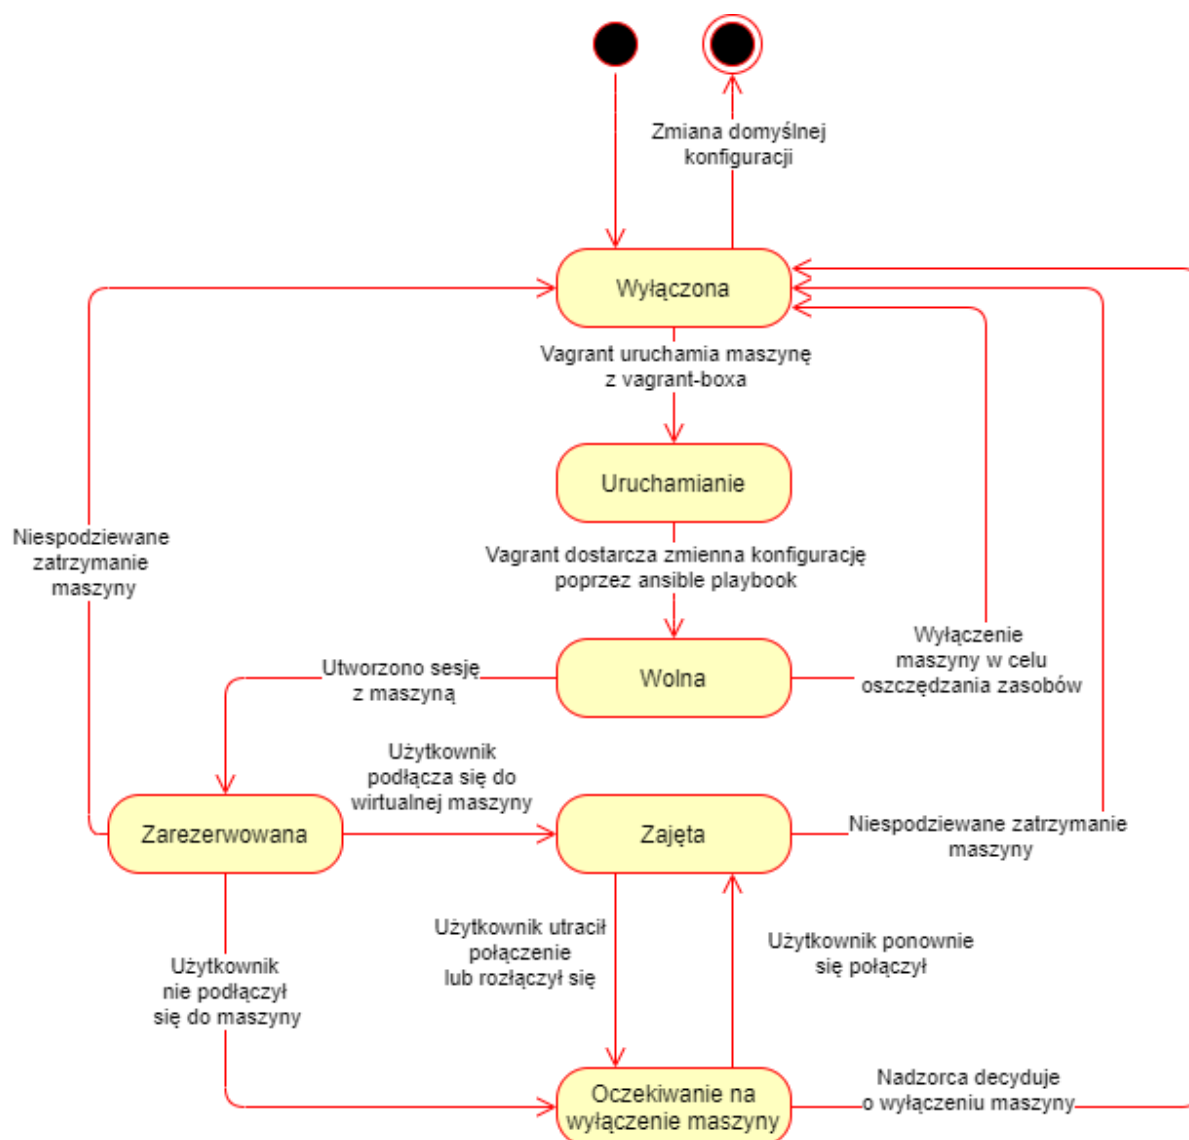 Zmiana domyślnej
konfiguracji
Wyłączona
Vagrant uruchamia maszynę
z vagrant-boxa
Uruchamianie
Niespodziewane
zatrzymanie
maszyny
Vagrant dostarcza zmienna konfigurację
poprzez ansible playbook
Wyłączenie
maszyny w celu
oszczędzania zasobów
Utworzono sesję
z maszyną
Wolna
Użytkownik
podłącza się do
wirtualnej maszyny
Zarezerwowana
Zajęta
Niespodziewane zatrzymanie
maszyny
Użytkownik utracił
połączenie
lub rozłączył się
Użytkownik ponownie
się połączył
Użytkownik
nie podłączył
się do maszyny
Oczekiwanie na
wyłączenie maszyny
Nadzorca decyduje
o wyłączeniu maszyny